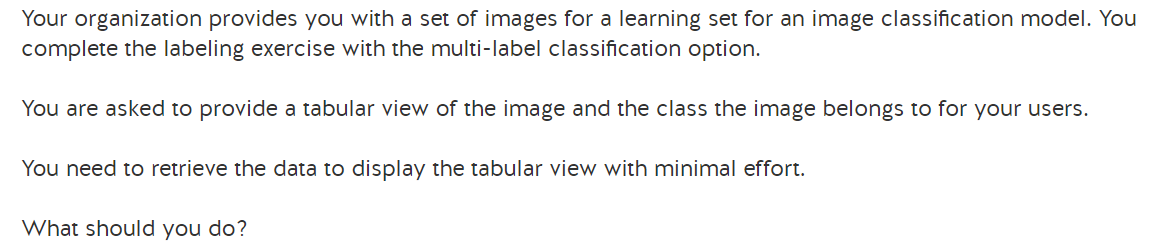 Your organization provides you with a set of images for a learning set for an image classification model. You
complete the labeling exercise with the multi-label classification option.
You are asked to provide a tabular view of the image and the class the image belongs to for your users.
You need to retrieve the data to display the tabular view with minimal effort.
What should you do?